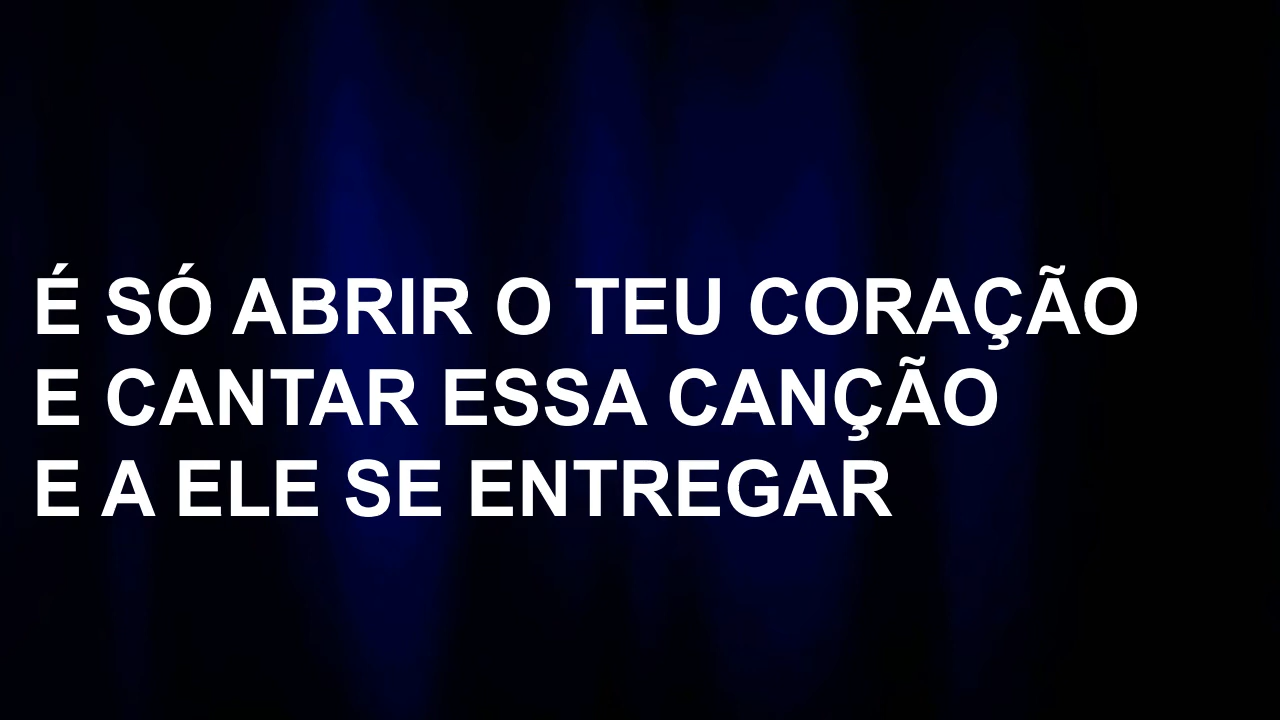 É SÓ ABRIR O TEU CORAÇÃO
E CANTAR ESSA CANÇÃO
E A ELE SE ENTREGAR